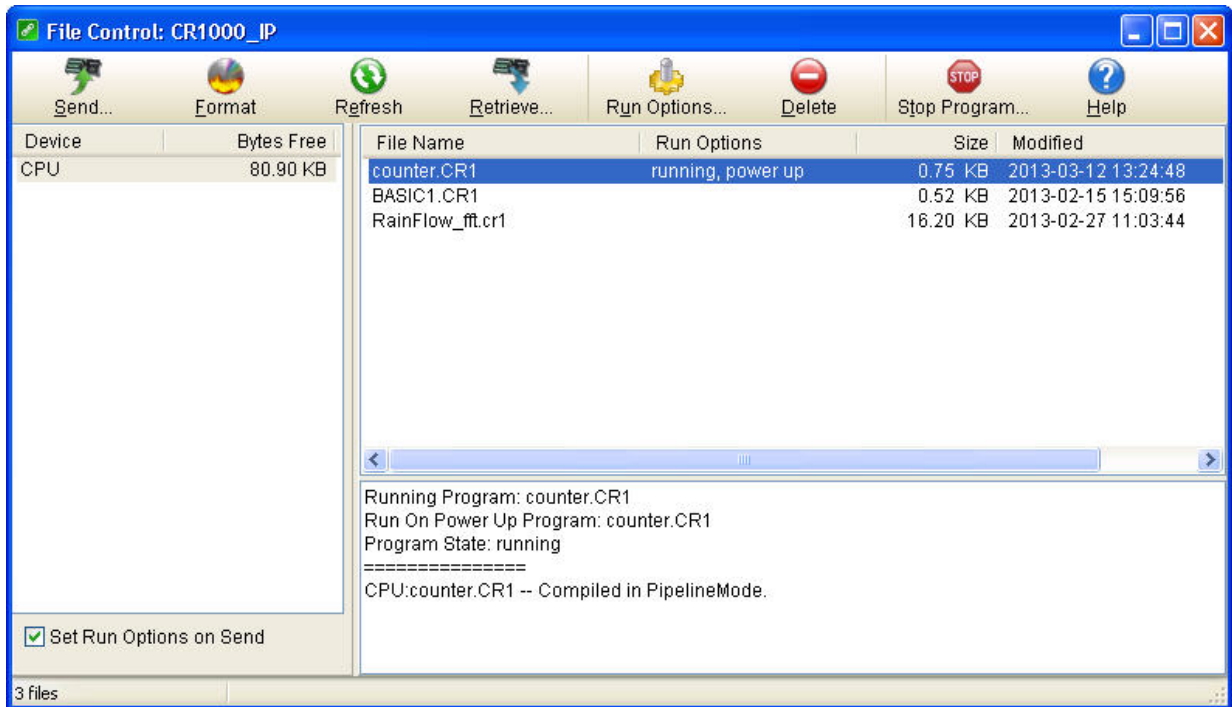 File Control: CR1000_IP
Send... Format Refresh Retrieve... Run Options... Delete STOP Stop Program... Help
Device Bytes Free
CPU 80.90 KB
File Name Run Options Size Modified
counter.CR1 running, power up 0.75 KB 2013-03-12 13:24:48
BASIC1.CR1 0.52 KB 2013-02-15 15:09:56
RainFlow_fft.cr1 16.20 KB 2013-02-27 11:03:44
Running Program: counter.CR1
Run On Power Up Program: counter.CR1
Program State: running
===============
CPU:counter.CR1 -- Compiled in PipelineMode.
Set Run Options on Send
3 files